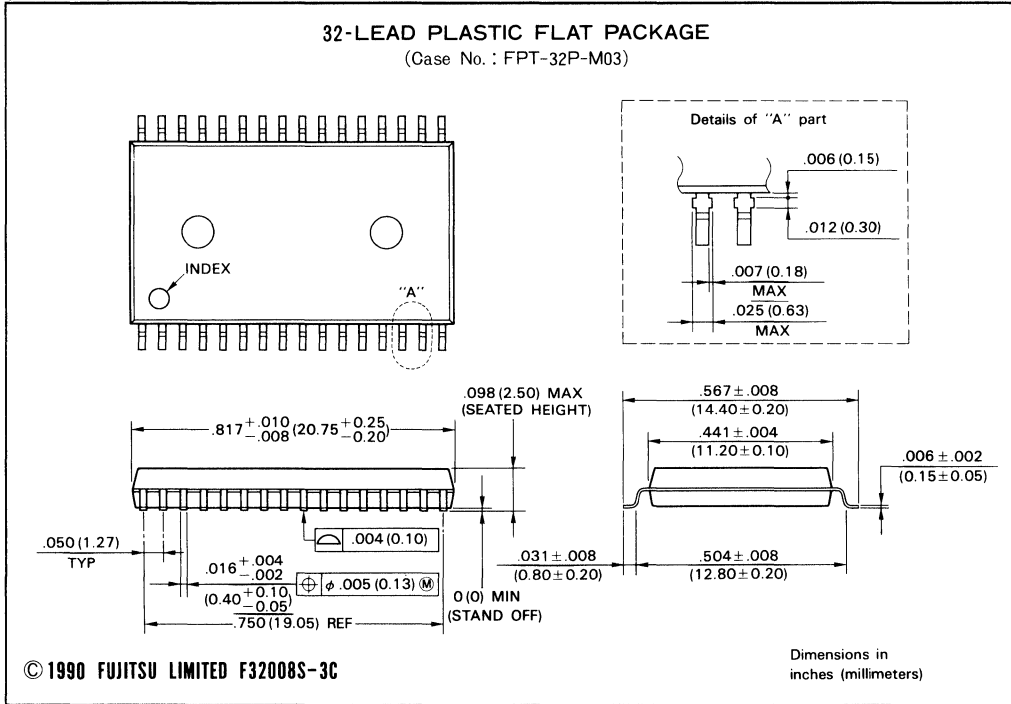 32-LEAD PLASTIC FLAT PACKAGE
(Case No. : FPT-32P-M03)
Details of "A" part
.006 (0.15)
.012 (0.30)
.007 (0.18)
MAX
.025 (0.63)
MAX
INDEX
"A"
.098 (2.50) MAX
(SEATED HEIGHT)
.817 +.010 -.008 (20.75 +0.25 -0.20)
.567 ± .008
(14.40 ± 0.20)
.441 ± .004
(11.20 ± 0.10)
.006 ± .002
(0.15 ± 0.05)
.050 (1.27)
TYP
.004 (0.10)
.016 +.004 -.002
(0.40 +0.10 -0.05)
⌖ φ .005 (0.13) Ⓜ
0 (0) MIN
(STAND OFF)
.031 ± .008
(0.80 ± 0.20)
.504 ± .008
(12.80 ± 0.20)
.750 (19.05) REF
© 1990 FUJITSU LIMITED F32008S-3C
Dimensions in
inches (millimeters)